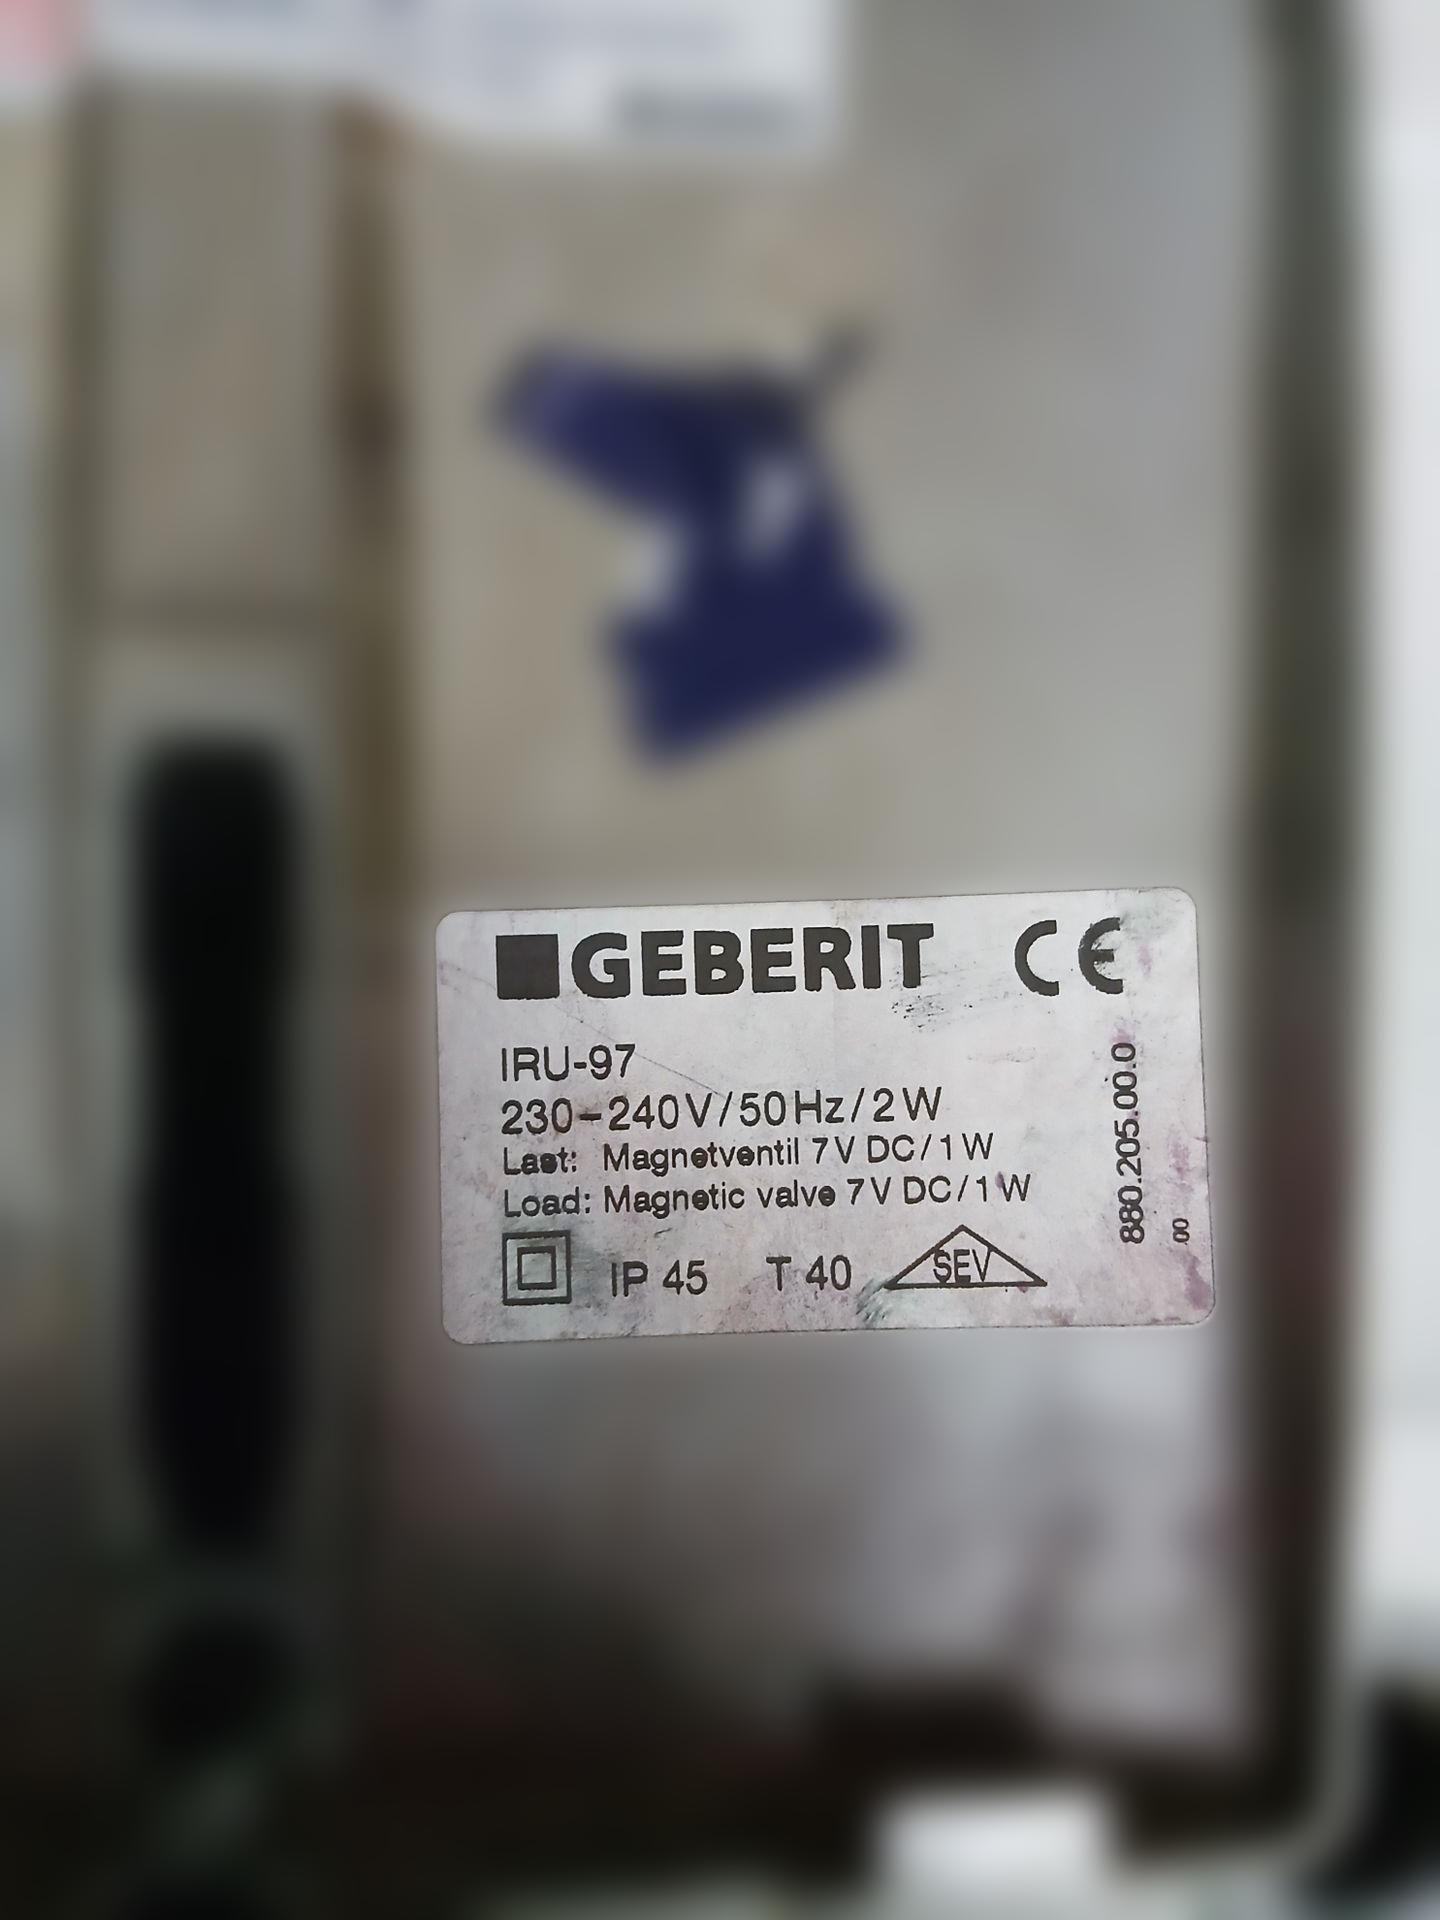 GEBERIT CE
IRU-97
230-240V/50Hz/2W
Last: Magnetventil 7V DC/1W
Load: Magnetic valve 7V DC/1W
IP 45 T 40 SEV
880.205.00.0
00